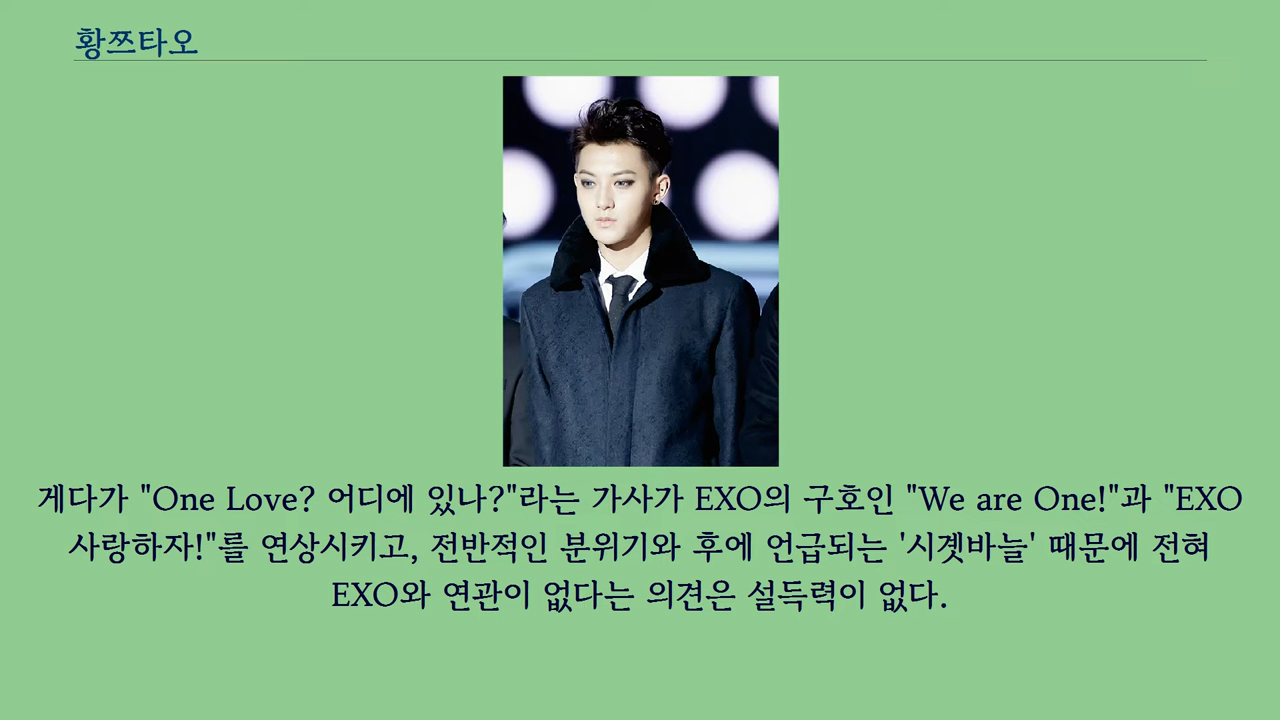 황쯔타오
게다가 "One Love? 어디에 있나?"라는 가사가 EXO의 구호인 "We are One!"과 "EXO
사랑하자!"를 연상시키고, 전반적인 분위기와 후에 언급되는 '시곗바늘' 때문에 전혀
EXO와 연관이 없다는 의견은 설득력이 없다.